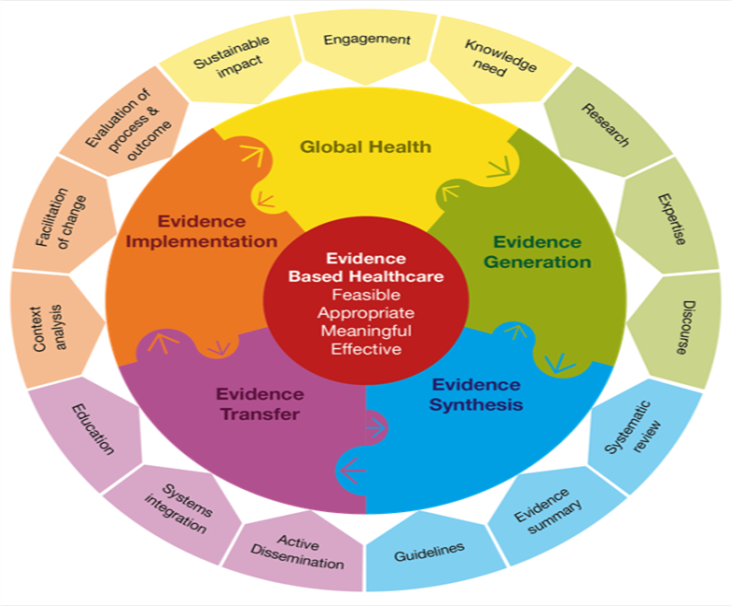 Sustainable
impact
Engagement
Knowledge
need
Research
Expertise
Discourse
Systematic
review
Evidence
summary
Guidelines
Active
Dissemination
Systems
integration
Education
Context
analysis
Facilitation
of change
Evaluation of
process &
outcome
Global Health
Evidence
Generation
Evidence
Synthesis
Evidence
Transfer
Evidence
Implementation
Evidence
Based Healthcare
Feasible
Appropriate
Meaningful
Effective